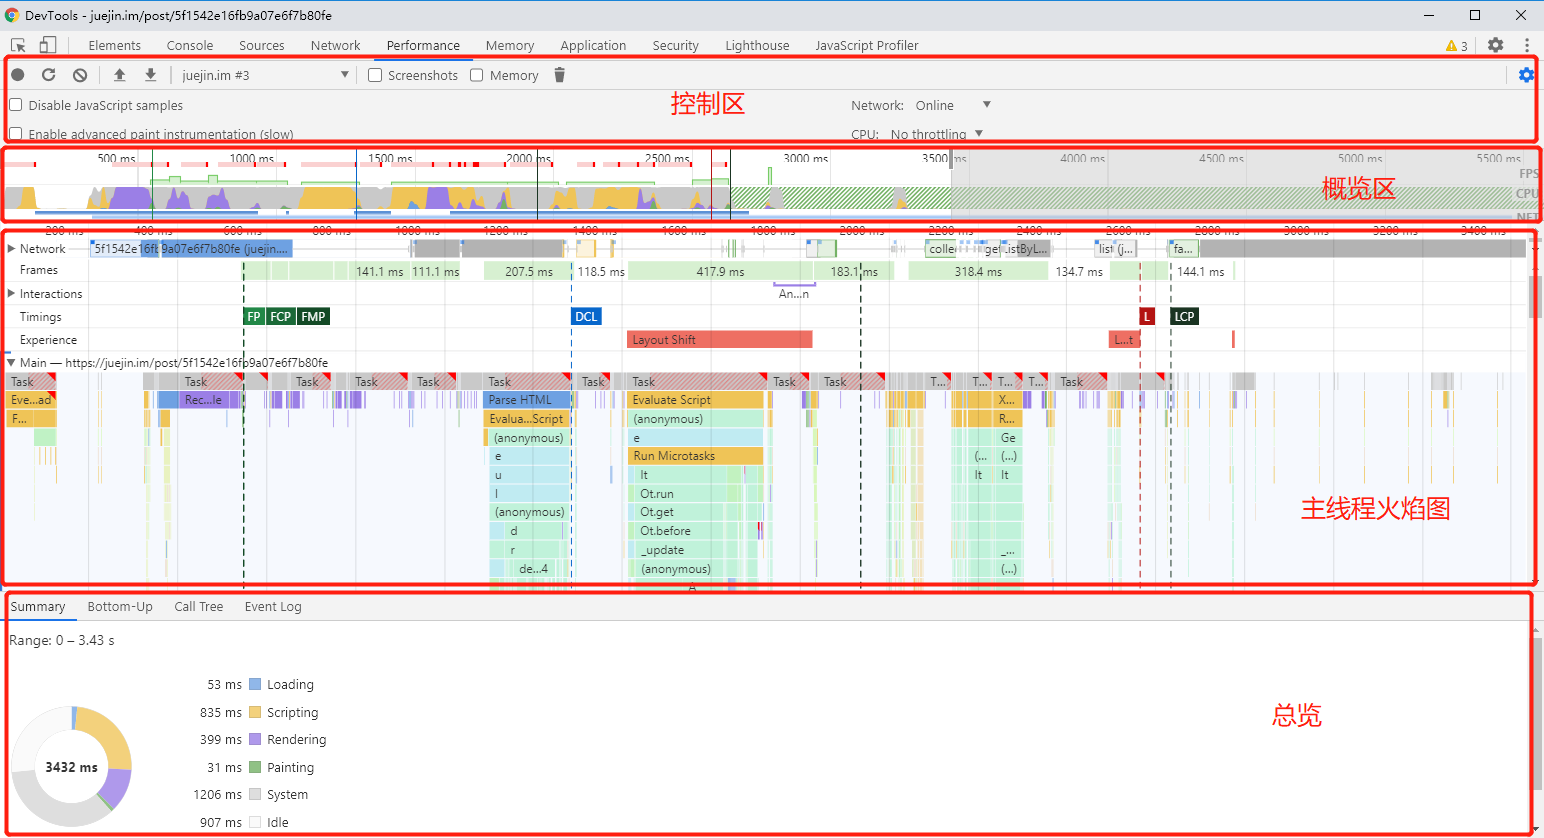 DevTools - juejin.im/post/5f1542e16fb9a07e6f7b80fe
Elements Console Sources Network Performance Memory Application Security Lighthouse JavaScript Profiler 3
juejin.im #3 Screenshots Memory
Disable JavaScript samples Network: Online
控制区
Enable advanced paint instrumentation (slow) CPU: No throttling
500 ms 1000 ms 1500 ms 2000 ms 2500 ms 3000 ms 3500 ms 4000 ms 4500 ms 5000 ms 5500 ms
FPS
概览区
CPU
NET
200 ms 400 ms 600 ms 800 ms 1000 ms 1200 ms 1400 ms 1600 ms 1800 ms 2000 ms 2200 ms 2400 ms 2600 ms 2800 ms 3000 ms 3200 ms 3400 ms
Network 5f1542e16fb9a07e6f7b80fe (juejin... colle get ListByL... list (j... fa...
Frames 141.1 ms 111.1 ms 207.5 ms 118.5 ms 417.9 ms 183.1 ms 318.4 ms 134.7 ms 144.1 ms
Interactions An...n
Timings FP FCP FMP DCL L LCP
Experience Layout Shift L...t
Main — https://juejin.im/post/5f1542e16fb9a07e6f7b80fe
Task Task Task Task Task Task Task Task Task Task T... T... T... T... Task
Eve...ad Rec...le Parse HTML Evaluate Script X...
F... Evalua...Script (anonymous) R...
(anonymous) e Ge
e Run Microtasks (... (...)
u It It It
l Ot.run
(anonymous) Ot.get
主线程火焰图
d Ot.before
r _update _...
de...4 (anonymous) (...)
A
Summary Bottom-Up Call Tree Event Log
Range: 0 – 3.43 s
53 ms Loading
835 ms Scripting
总览
399 ms Rendering
3432 ms
31 ms Painting
1206 ms System
907 ms Idle